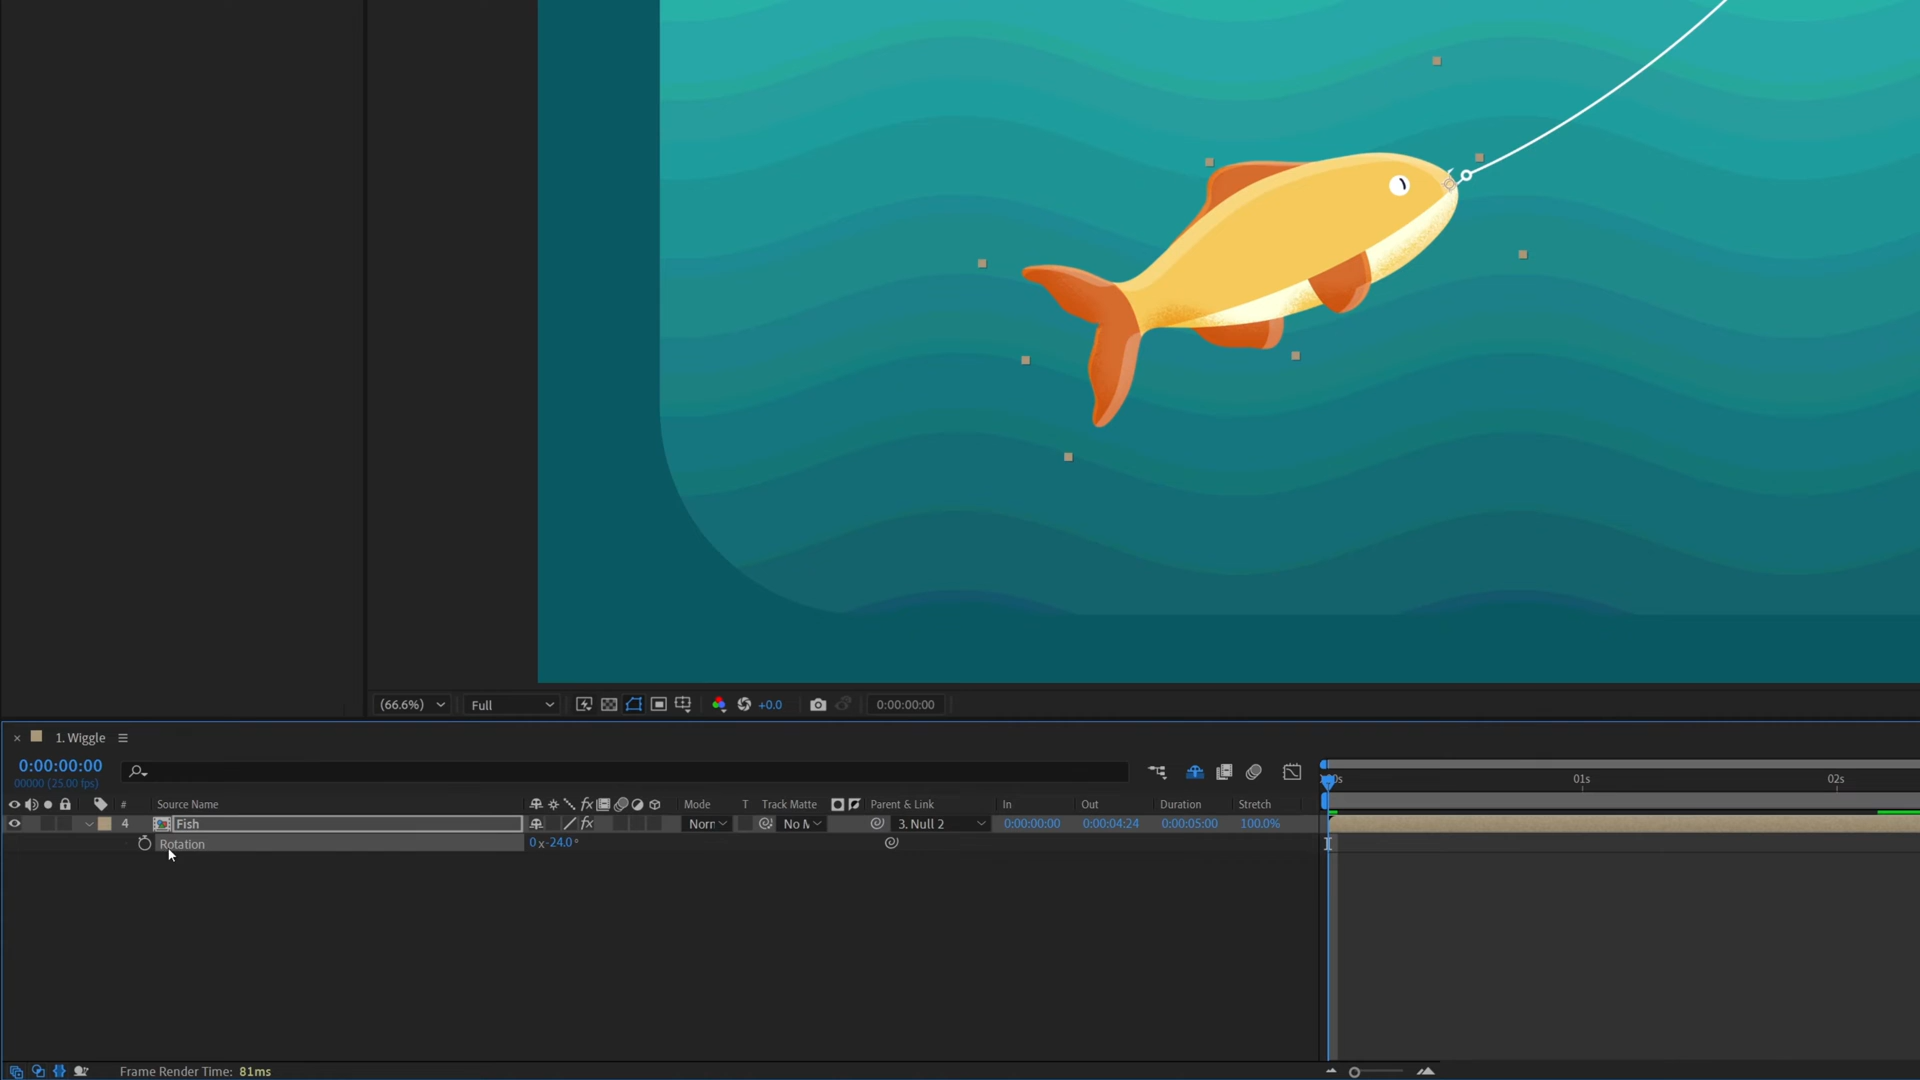 (66.6%) Full +0.0 0:00:00:00
1. Wiggle
0:00:00:00
00000 (25.00 fps)
01s 02s
# Source Name Mode T Track Matte Parent & Link In Out Duration Stretch
4 Fish No M 3. Null 2 0:00:00:00 0:00:04:24 0:00:05:00 100.0%
Rotation 0x-24.0°
Frame Render Time: 81ms